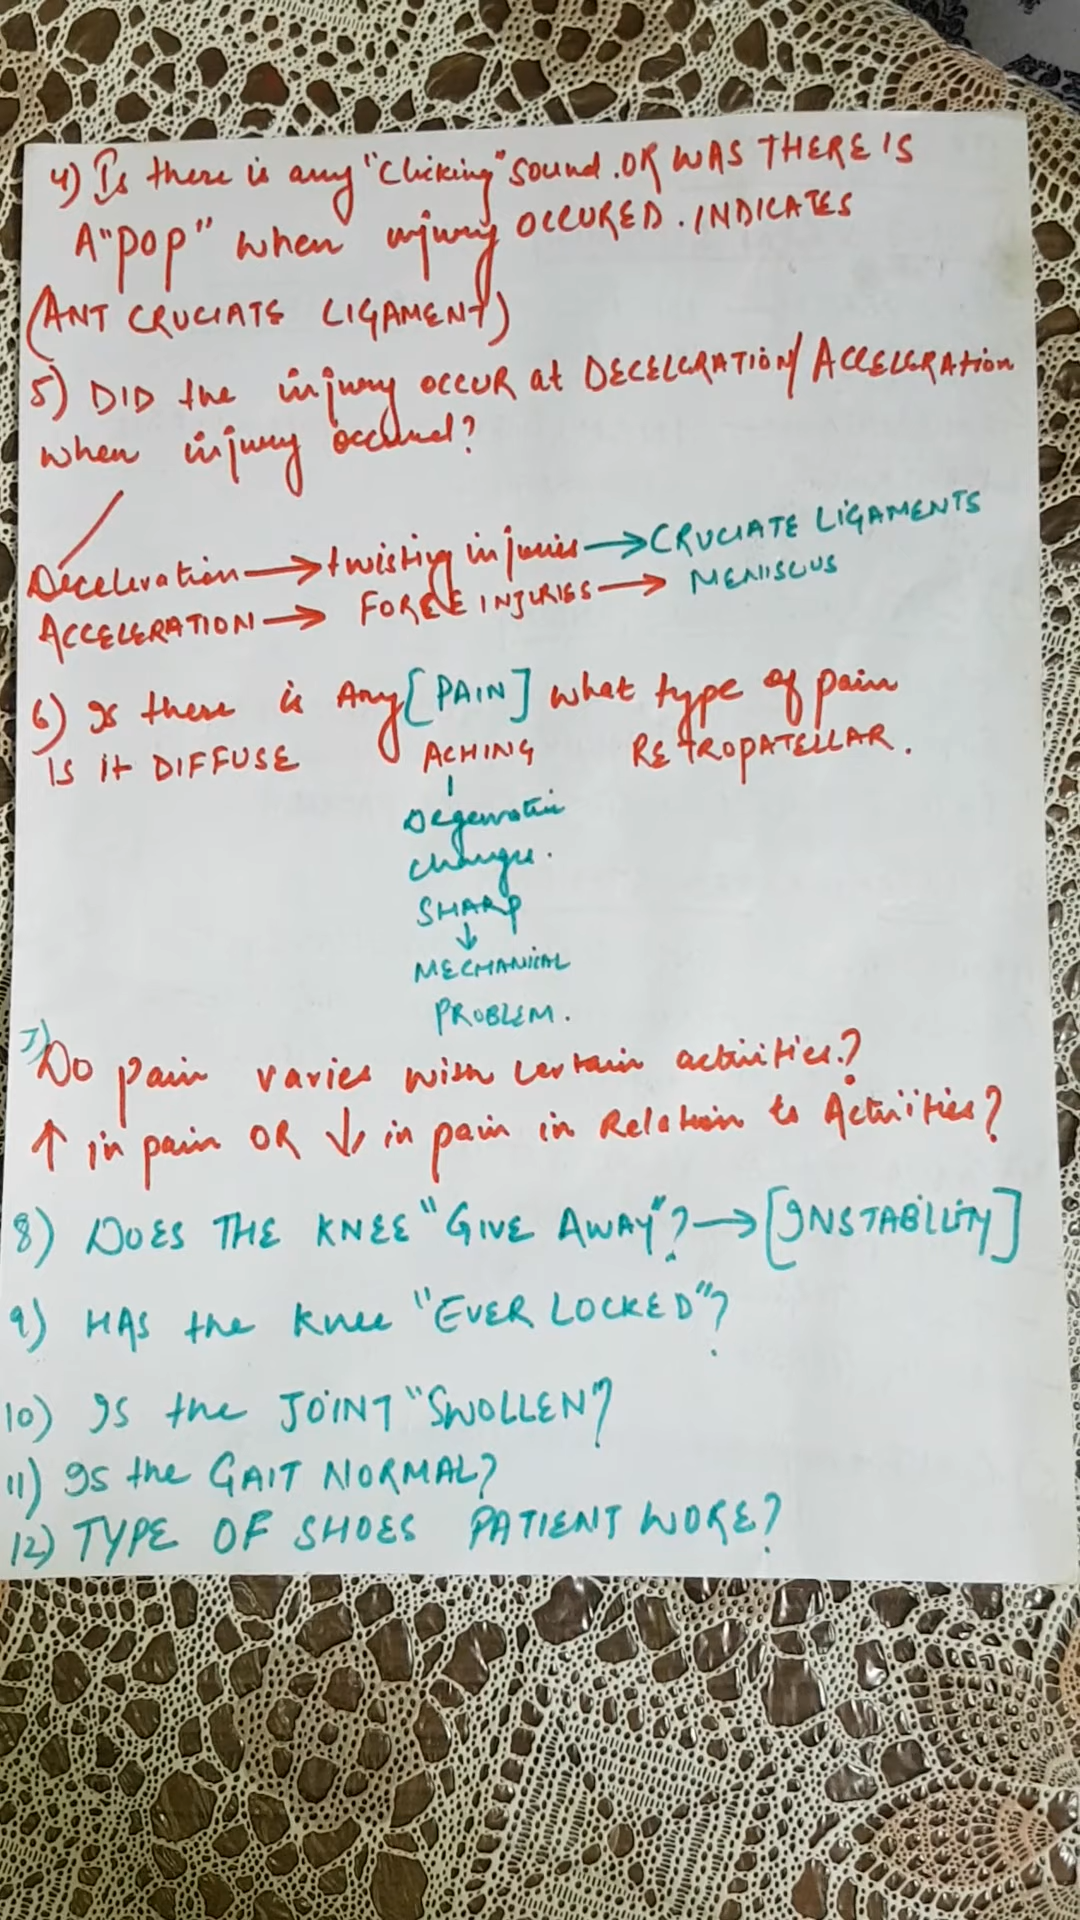 4) Is there is any "Clicking" sound. OR WAS THERE IS
A "POP" when injury OCCURED. INDICATES
(ANT CRUCIATE LIGAMENT)
5) DID the injury OCCUR at DECELERATION/ACCELERATION
when injury occured?
Deceleration → twisting injuries → CRUCIATE LIGAMENTS
ACCELERATION → FORCE INJURIES → MENISCUS
6) Is there is Any [PAIN] what type of pain
IS it DIFFUSE ACHING RETROPATELLAR.
Degenratic
changes.
SHARP
↓
MECHANICAL
PROBLEM.
7) Do pain varies with certain activities?
↑ in pain OR ↓ in pain in Relation to Activities?
8) DOES THE KNEE "GIVE AWAY"? → [INSTABILITY]
9) HAS the knee "EVER LOCKED"?
10) IS the JOINT "SWOLLEN"?
11) IS the GAIT NORMAL?
12) TYPE OF SHOES PATIENT WORE?